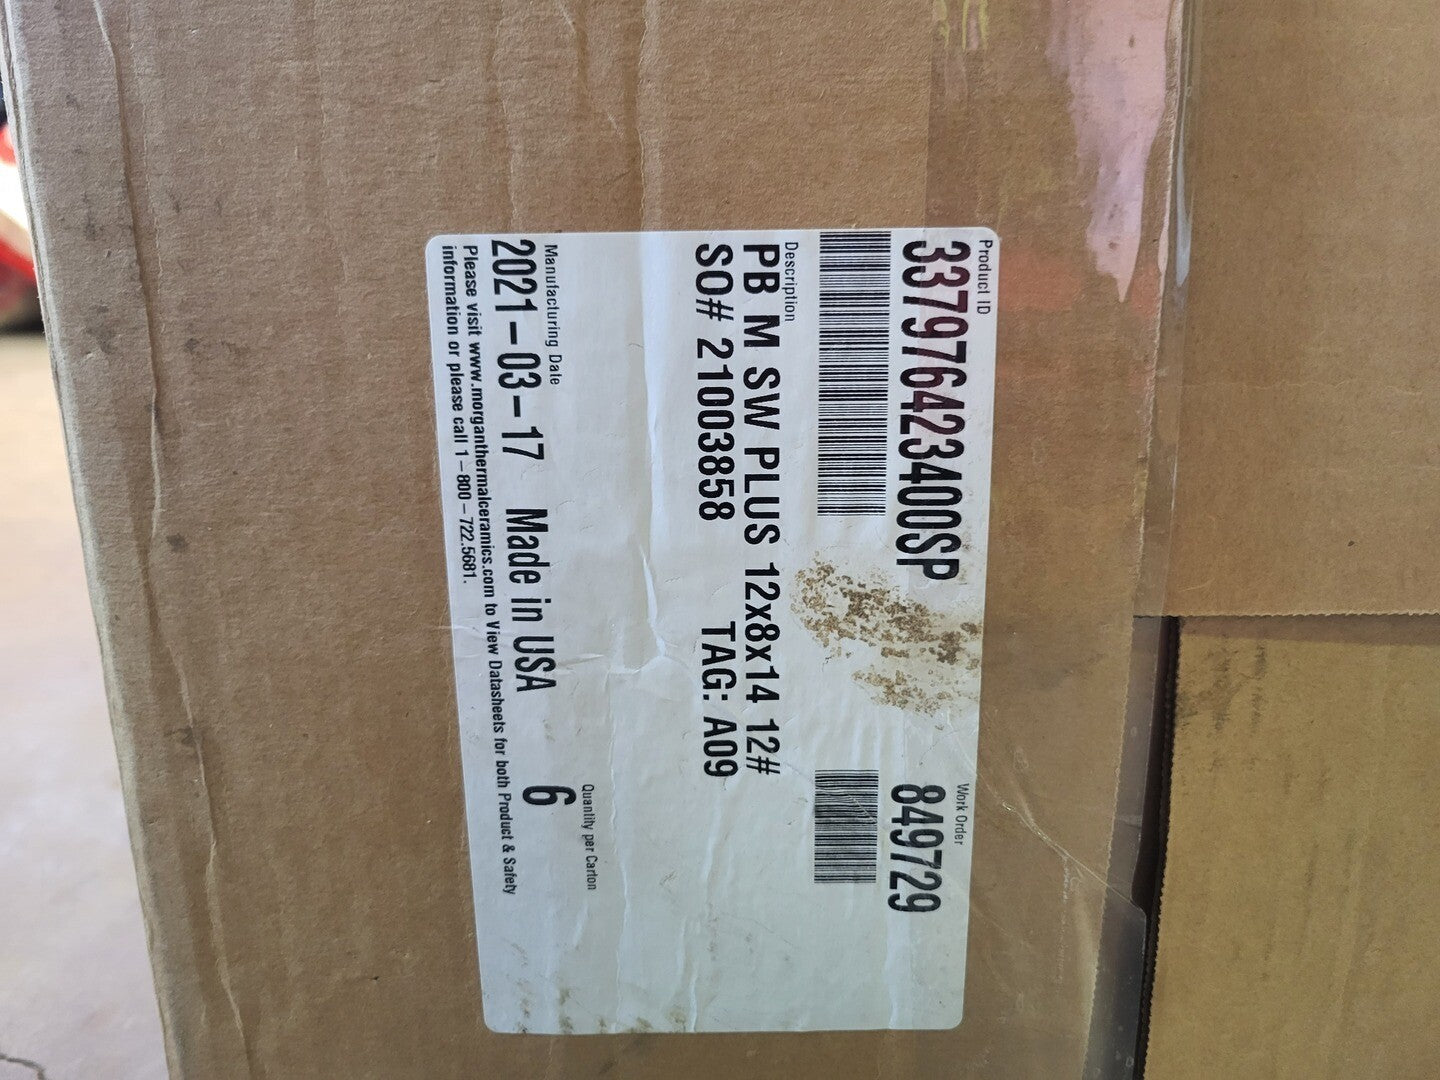 Product ID
337976423400SP
Work Order
849729
Description
PB M SW PLUS 12x8x14 12#
SO# 21003858 TAG: A09
Manufacturing Date
2021-03-17 Made in USA
Quantity per Carton
6
Please visit www.morganthermalceramics.com to View Datasheets for both Product & Safety
information or please call 1-800-722.5681.